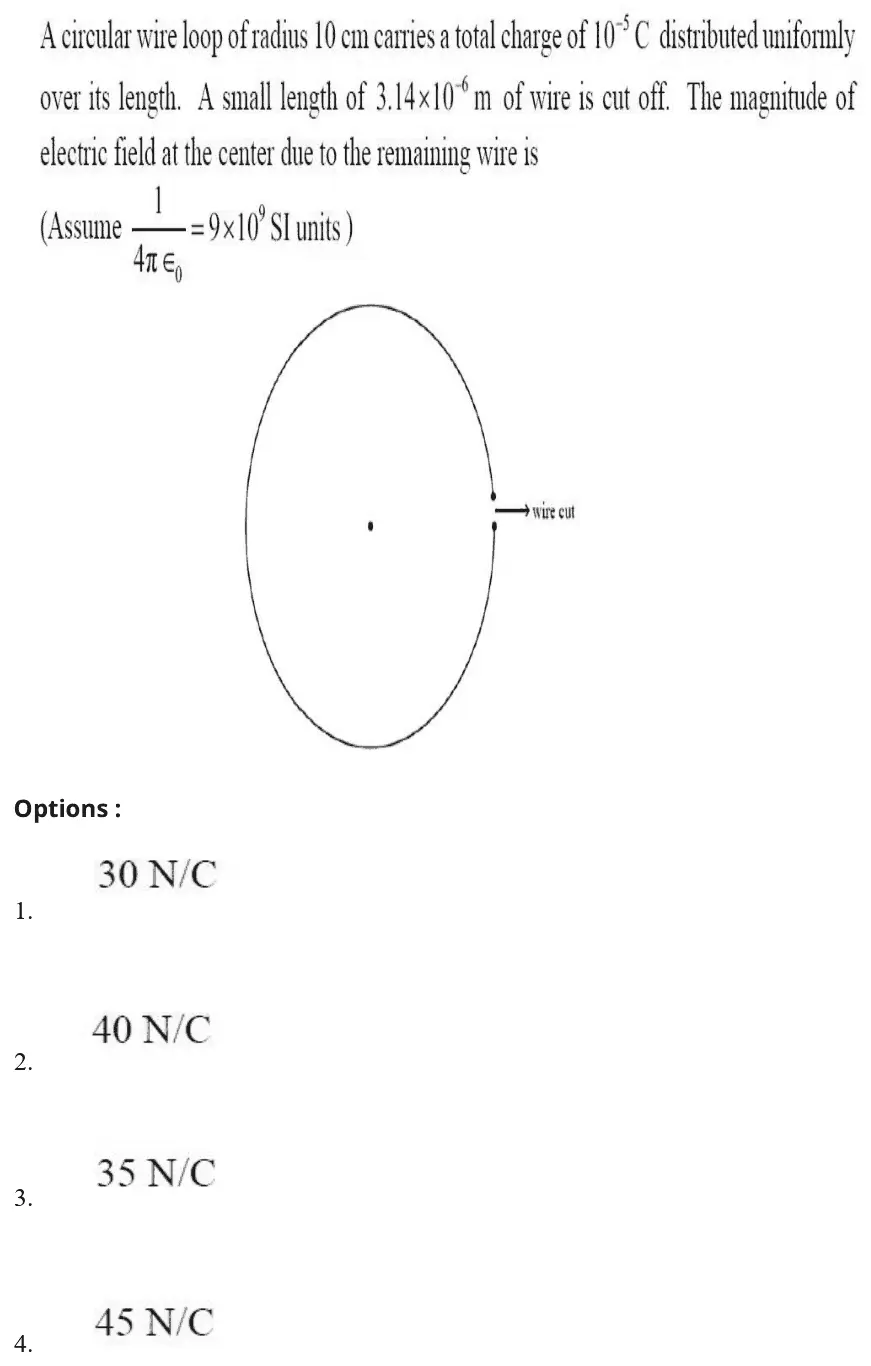 A circular wire loop of radius 10 cm carries a total charge of 10⁻⁵ C distributed uniformly
over its length. A small length of 3.14×10⁻⁶ m of wire is cut off. The magnitude of
electric field at the center due to the remaining wire is
(Assume 1/4π∈₀ = 9×10⁹ SI units )
wire cut
Options :
30 N/C
1.
40 N/C
2.
35 N/C
3.
45 N/C
4.